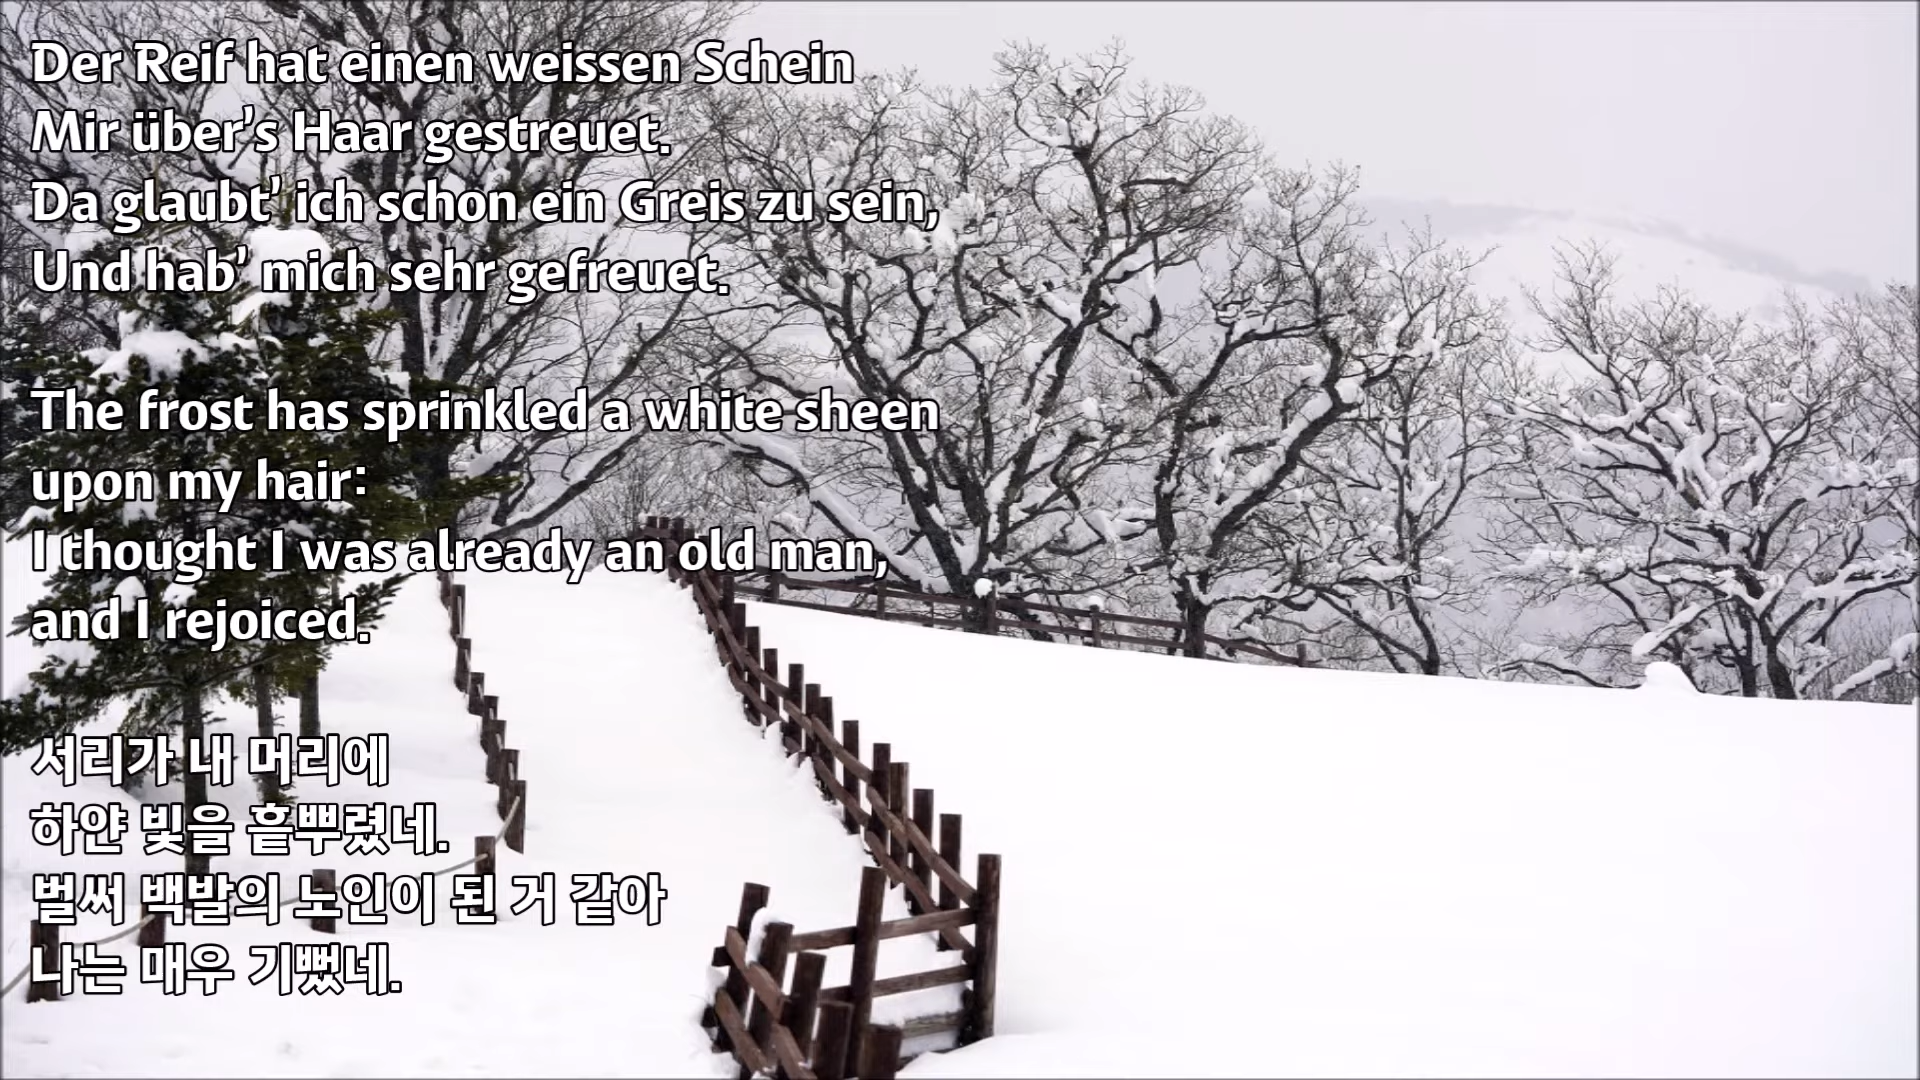 Der Reif hat einen weissen Schein
Mir über's Haar gestreuet.
Da glaubt' ich schon ein Greis zu sein,
Und hab' mich sehr gefreuet.
The frost has sprinkled a white sheen
upon my hair:
I thought I was already an old man,
and I rejoiced.
서리가 내 머리에
하얀 빛을 흩뿌렸네.
벌써 백발의 노인이 된 거 같아
나는 매우 기뻤네.